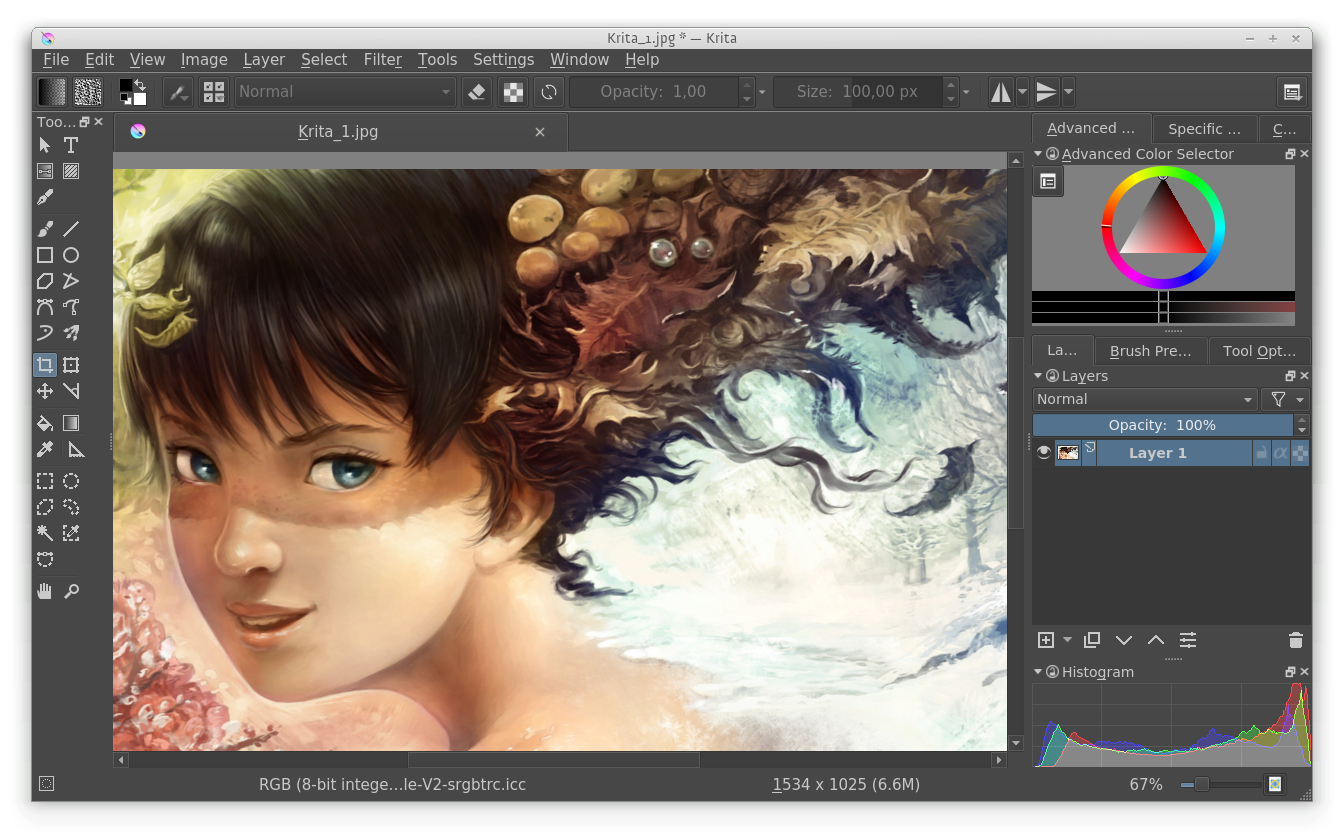 Krita_1.jpg * — Krita
File Edit View Image Layer Select Filter Tools Settings Window Help
Normal Opacity: 1,00 Size: 100,00 px
Too...
Krita_1.jpg
Advanced ... Specific ... C...
Advanced Color Selector
La... Brush Pre... Tool Opt...
Layers
Normal
Opacity: 100%
Layer 1
Histogram
RGB (8-bit intege...le-V2-srgbtrc.icc 1534 x 1025 (6.6M) 67%